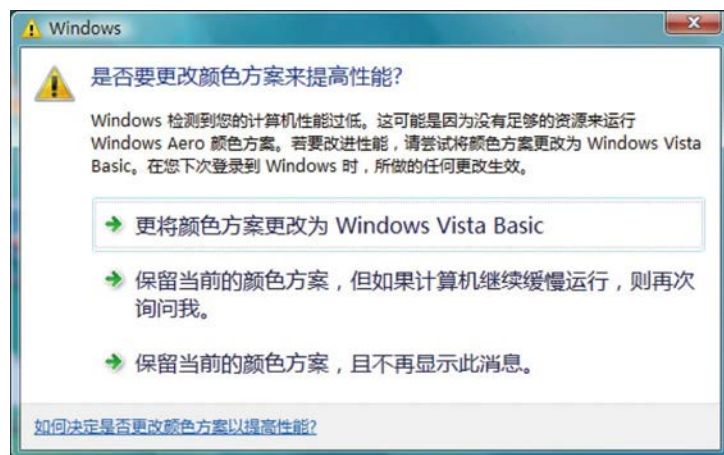 Windows
是否要更改颜色方案来提高性能?
Windows 检测到您的计算机性能过低。这可能是因为没有足够的资源来运行
Windows Aero 颜色方案。若要改进性能，请尝试将颜色方案更改为 Windows Vista
Basic。在您下次登录到 Windows 时，所做的任何更改生效。
更将颜色方案更改为 Windows Vista Basic
保留当前的颜色方案，但如果计算机继续缓慢运行，则再次
询问我。
保留当前的颜色方案，且不再显示此消息。
如何决定是否更改颜色方案以提高性能?